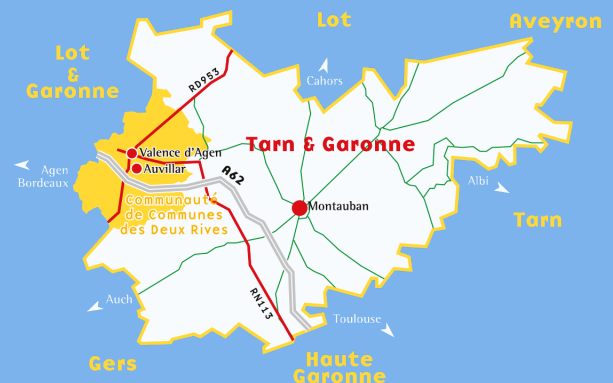 Lot
Aveyron
Lot
&
Garonne
Cahors
RD953
Tarn & Garonne
Valence d'Agen
Auvillar
Agen
Bordeaux
A62
Albi
Communauté
de Communes
des Deux Rives
Montauban
Tarn
Auch
RN113
Toulouse
Gers
Haute
Garonne